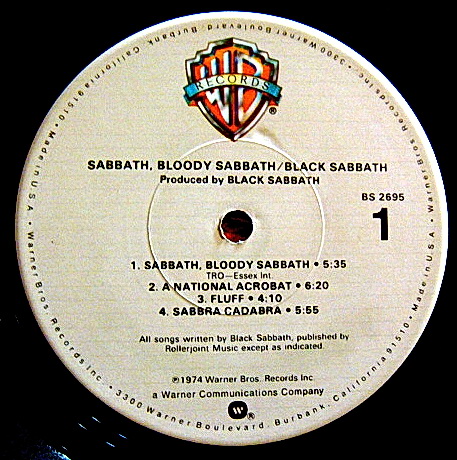 WB
RECORDS
®
SABBATH, BLOODY SABBATH/BLACK SABBATH
Produced by BLACK SABBATH
BS 2695
1
1. SABBATH, BLOODY SABBATH • 5:35
TRO—Essex Int.
2. A NATIONAL ACROBAT • 6:20
3. FLUFF • 4:10
4. SABBRA CADABRA • 5:55
All songs written by Black Sabbath, published by
Rollerjoint Music except as indicated.
℗1974 Warner Bros. Records Inc.
a Warner Communications Company
W®
Made in U.S.A. • Warner Bros. Records Inc. • 3300 Warner Boulevard, Burbank, California 91510 • Made in U.S.A. • Warner Bros. Records Inc. • 3300 Warner Boulevard, Burbank, California 91510 •